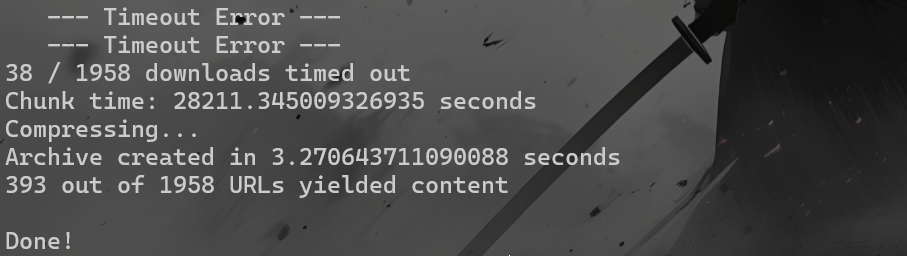 --- Timeout Error ---
--- Timeout Error ---
38 / 1958 downloads timed out
Chunk time: 28211.345009326935 seconds
Compressing...
Archive created in 3.270643711090088 seconds
393 out of 1958 URLs yielded content
Done!